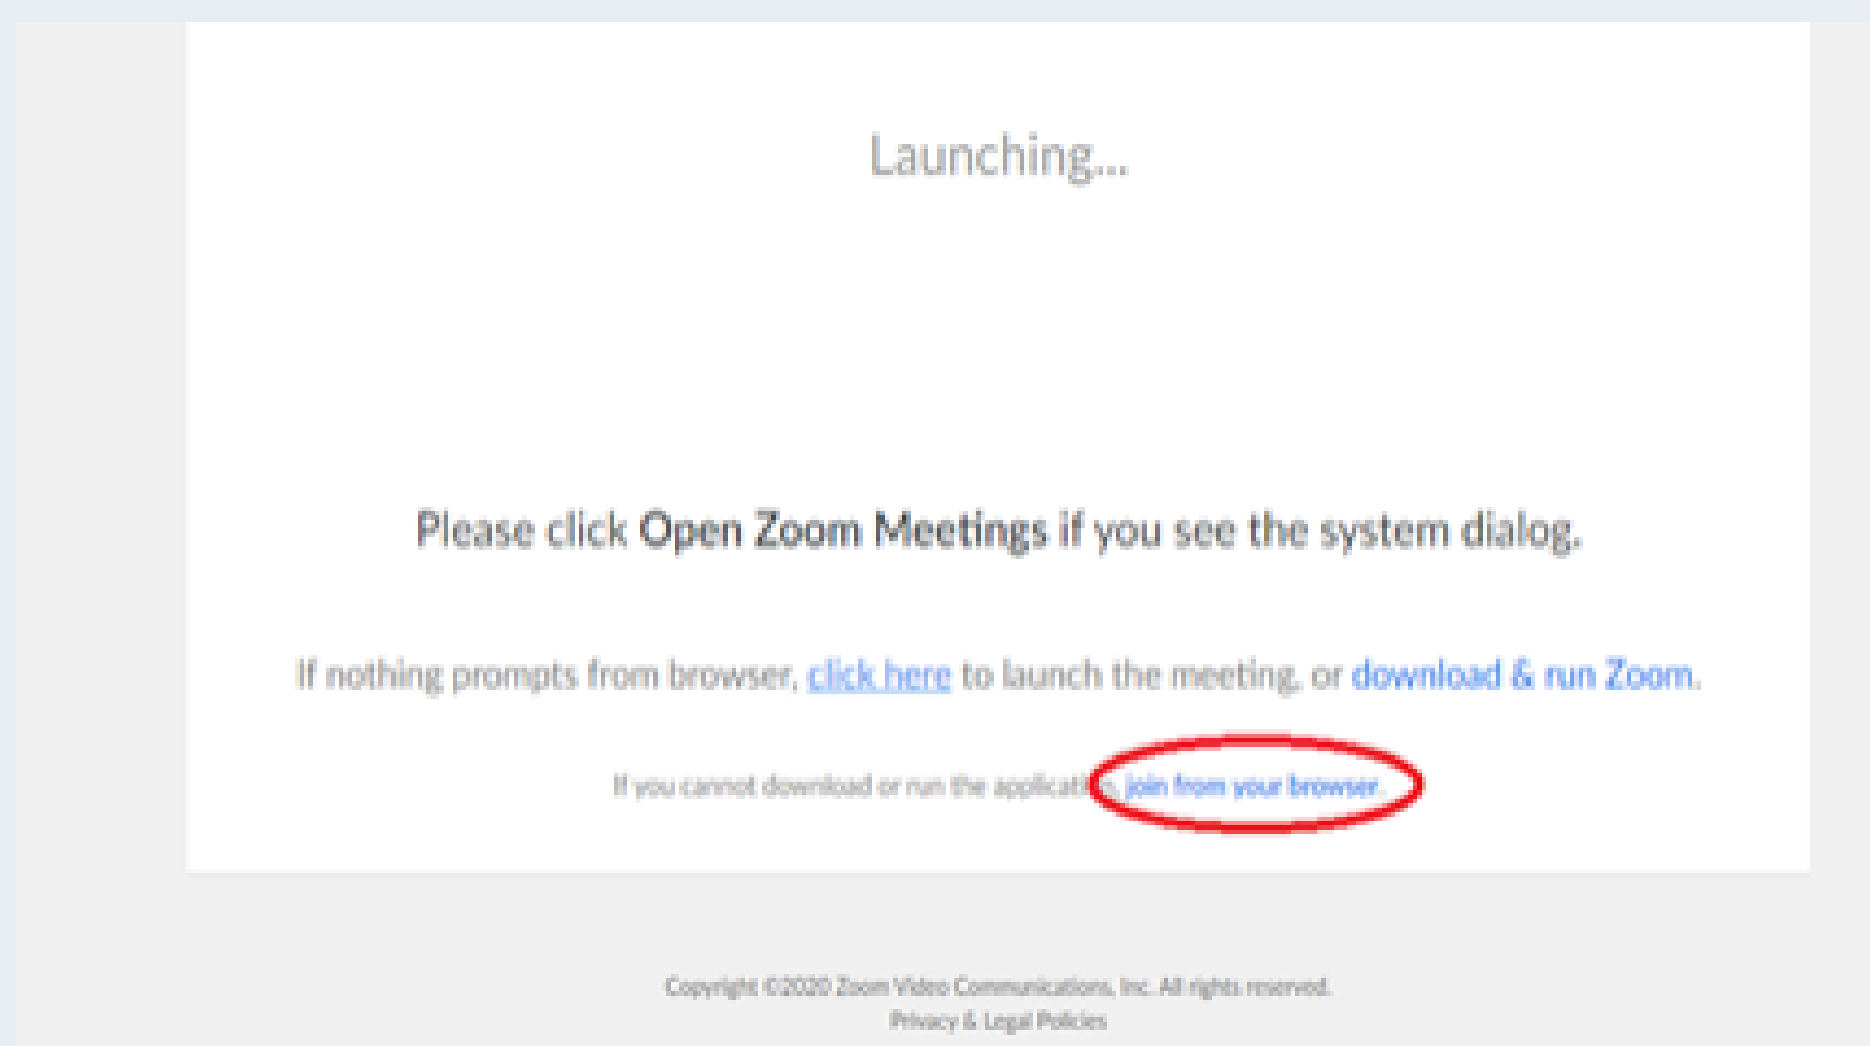 Launching...
Please click Open Zoom Meetings if you see the system dialog.
If nothing prompts from browser, click here to launch the meeting, or download & run Zoom.
If you cannot download or run the applicati , join from your browser.
Copyright ©2020 Zoom Video Communications, Inc. All rights reserved.
Privacy & Legal Policies